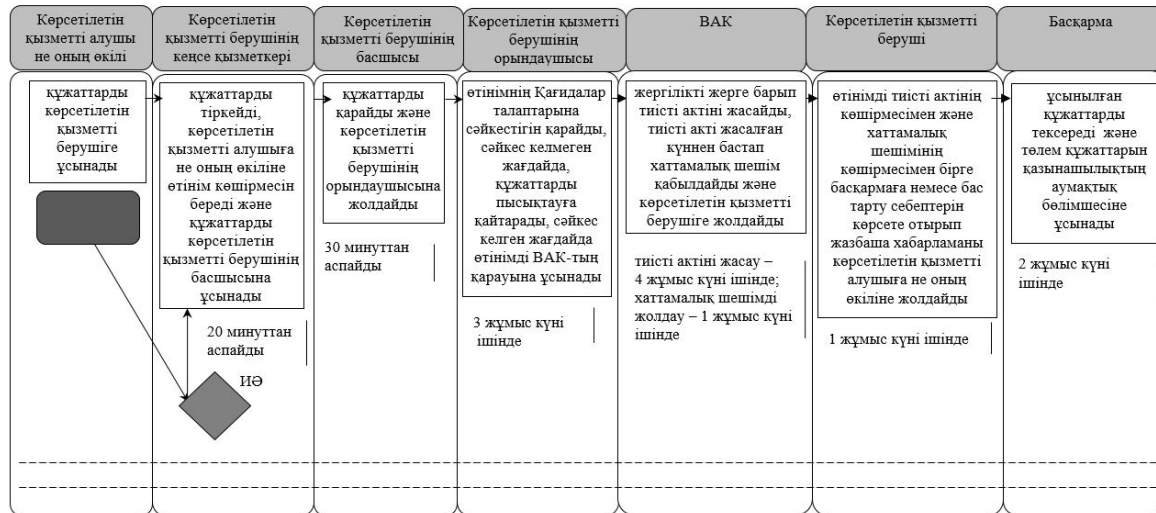 Көрсетілетін
қызметті алушы
не оның өкілі
Көрсетілетін
қызметті берушінің
кеңсе қызметкері
Көрсетілетін
қызметті берушінің
басшысы
Көрсетілетін қызметті
берушінің
орындаушысы
ВАК
Көрсетілетін қызметті
беруші
Басқарма
құжаттарды
көрсетілетін
қызметті
берушіге
ұсынады
құжаттарды
тіркейді,
көрсетілетін
қызметті алушыға
не оның өкіліне
өтінім көшірмесін
береді және
құжаттарды
көрсетілетін
қызметті берушінің
басшысына
ұсынады
20 минуттан
аспайды
ИӘ
құжаттарды
қарайды және
көрсетілетін
қызметті
берушінің
орындаушысына
жолдайды
30 минуттан
аспайды
өтінімнің Қағидалар
талаптарына
сәйкестігін қарайды,
сәйкес келмеген
жағдайда,
құжаттарды
пысықтауға
қайтарады, сәйкес
келген жағдайда
өтінімді ВАК-тың
қарауына ұсынады
3 жұмыс күні
ішінде
жергілікті жерге барып
тиісті актіні жасайды,
тиісті акті жасалған
күннен бастап
хаттамалық шешім
қабылдайды және
көрсетілетін қызметті
берушіге жолдайды
тиісті актіні жасау –
4 жұмыс күні ішінде;
хаттамалық шешімді
жолдау – 1 жұмыс күні
ішінде
өтінімді тиісті актінің
көшірмесімен және
хаттамалық
шешімінің
көшірмесімен бірге
басқармаға немесе бас
тарту себептерін
көрсете отырып
жазбаша хабарламаны
көрсетілетін қызметті
алушыға не оның
өкіліне жолдайды
1 жұмыс күні ішінде
ұсынылған
құжаттарды
тексереді және
төлем құжаттарын
қазынашылықтың
аумақтық
бөлімшесіне
ұсынады
2 жұмыс күні
ішінде